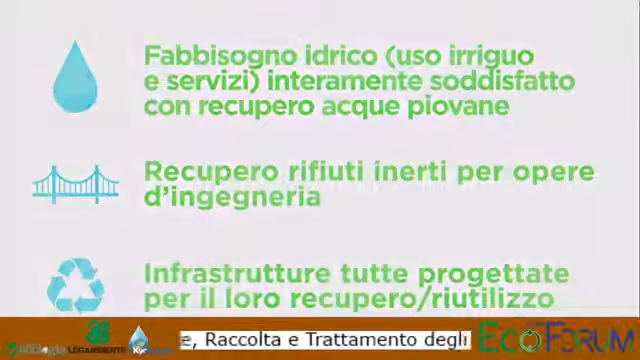 Fabbisogno idrico (uso irriguo
e servizi) interamente soddisfatto
con recupero acque piovane
Recupero rifiuti inerti per opere
d'ingegneria
Infrastrutture tutte progettate
per il loro recupero/riutilizzo
LEGAMBIENTE Kyoto e, Raccolta e Trattamento degli ECOFORUM